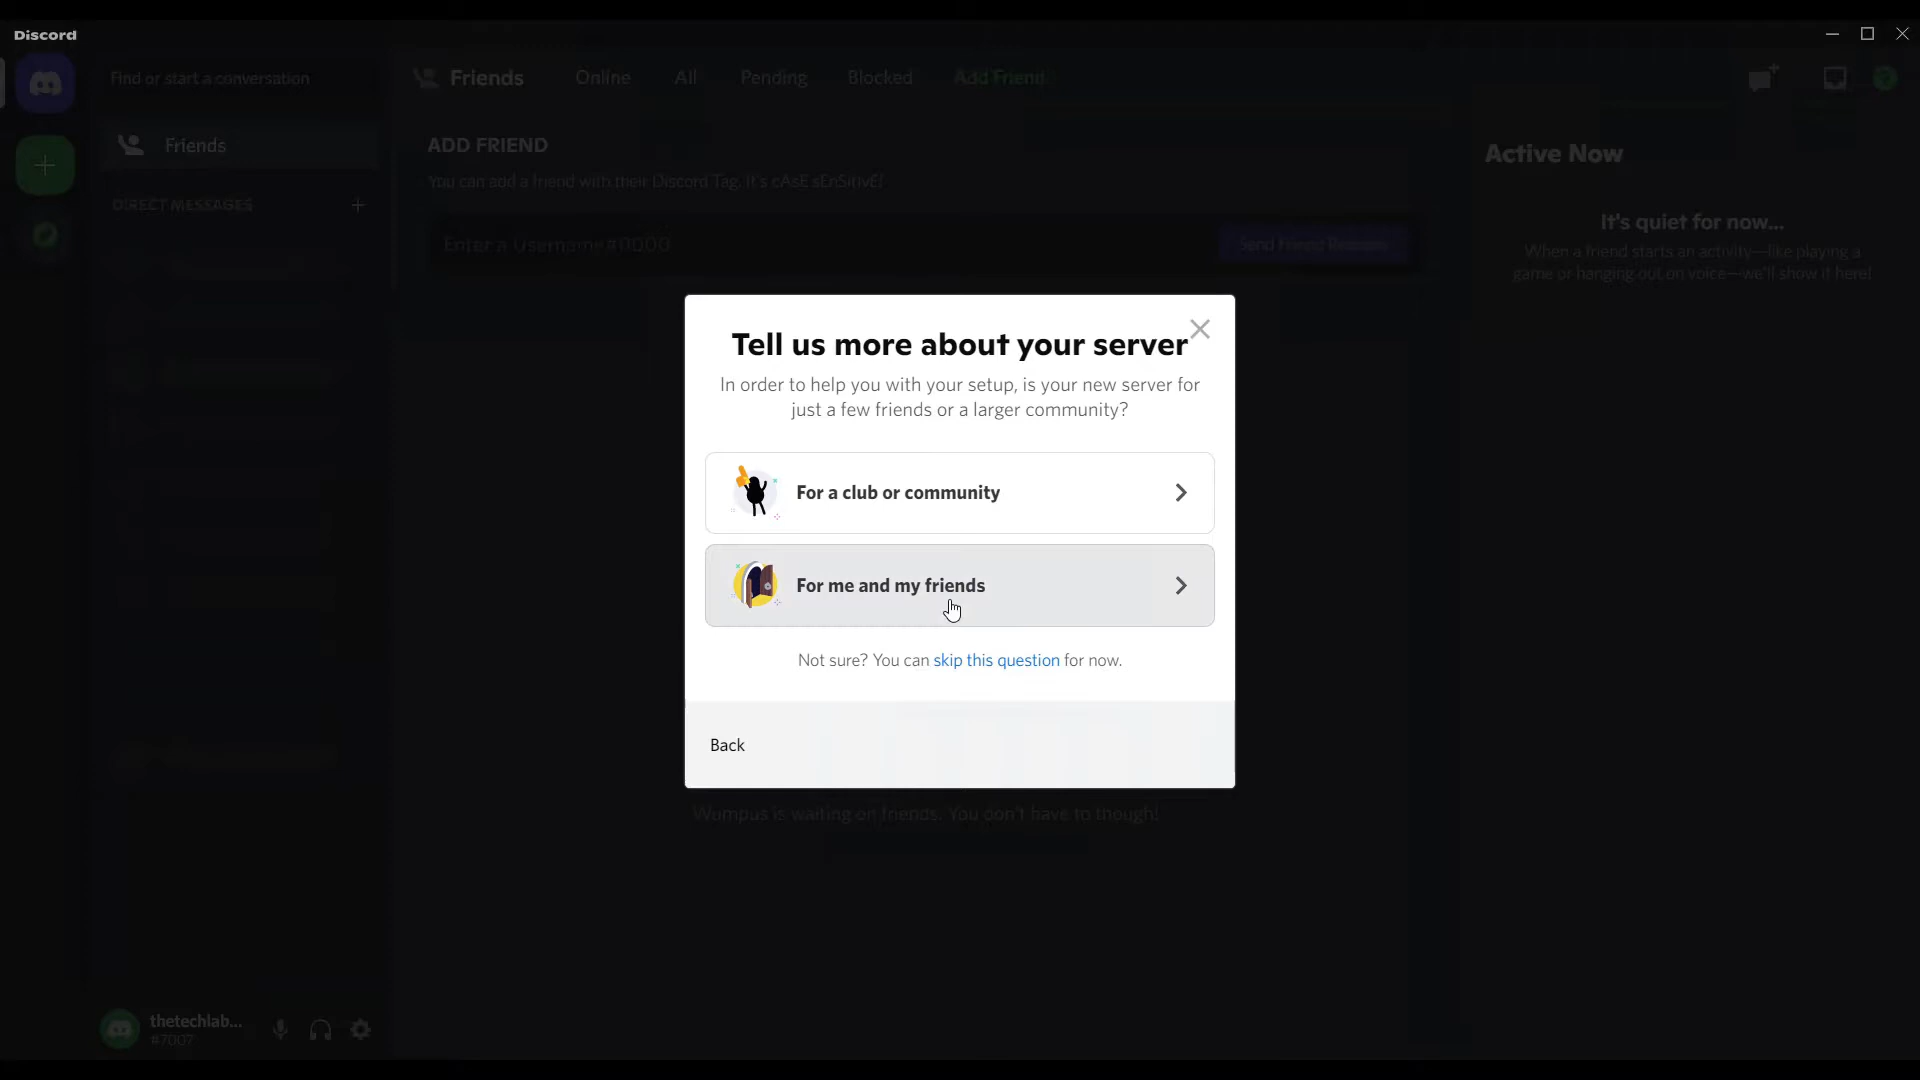 Discord
Find or start a conversation
Friends
Online
All
Pending
Blocked
Add Friend
Friends
DIRECT MESSAGES
ADD FRIEND
You can add a friend with their Discord Tag. It's cAsE sEnSitIvE!
Enter a Username#0000
Send Friend Request
Active Now
It's quiet for now...
When a friend starts an activity—like playing a
game or hanging out on voice—we'll show it here!
Tell us more about your server
In order to help you with your setup, is your new server for
just a few friends or a larger community?
For a club or community
For me and my friends
Not sure? You can skip this question for now.
Back
Wumpus is waiting on friends. You don't have to though!
thetechlab...
#7007